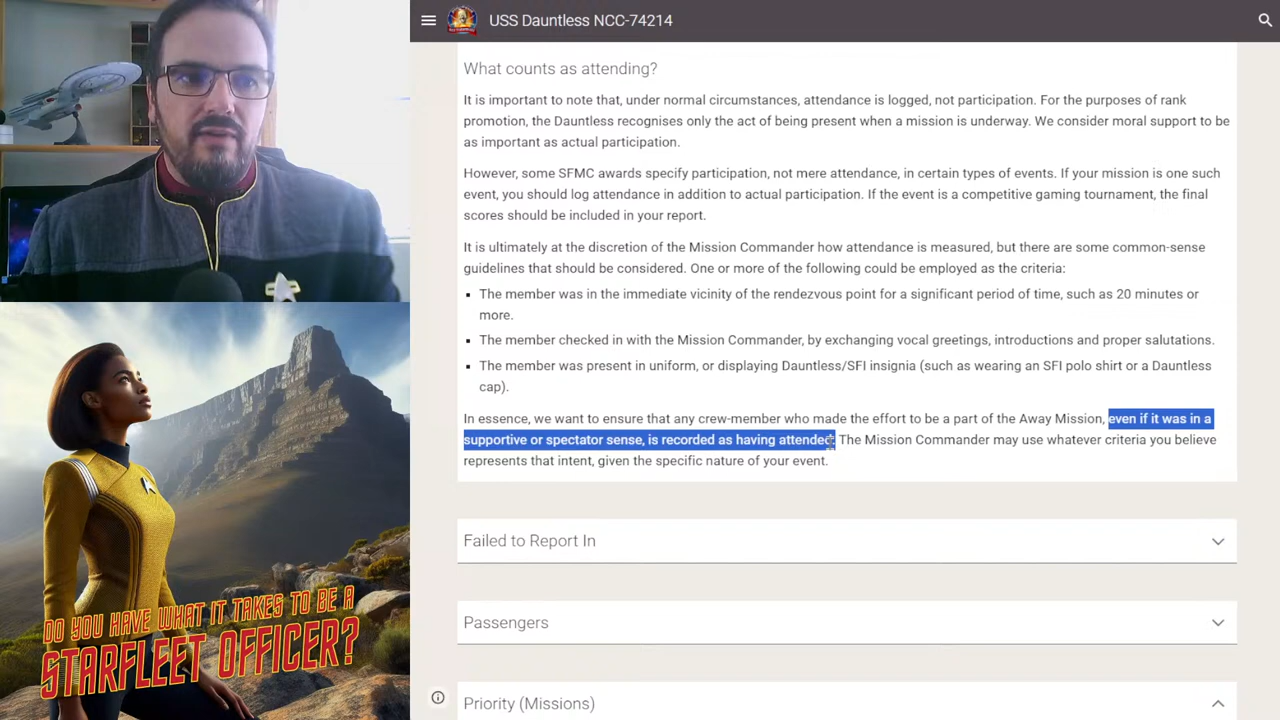 USS Dauntless NCC-74214
What counts as attending?
It is important to note that, under normal circumstances, attendance is logged, not participation. For the purposes of rank
promotion, the Dauntless recognises only the act of being present when a mission is underway. We consider moral support to be
as important as actual participation.
However, some SFMC awards specify participation, not mere attendance, in certain types of events. If your mission is one such
event, you should log attendance in addition to actual participation. If the event is a competitive gaming tournament, the final
scores should be included in your report.
It is ultimately at the discretion of the Mission Commander how attendance is measured, but there are some common-sense
guidelines that should be considered. One or more of the following could be employed as the criteria:
▪ The member was in the immediate vicinity of the rendezvous point for a significant period of time, such as 20 minutes or
more.
▪ The member checked in with the Mission Commander, by exchanging vocal greetings, introductions and proper salutations.
▪ The member was present in uniform, or displaying Dauntless/SFI insignia (such as wearing an SFI polo shirt or a Dauntless
cap).
In essence, we want to ensure that any crew-member who made the effort to be a part of the Away Mission, even if it was in a
supportive or spectator sense, is recorded as having attended. The Mission Commander may use whatever criteria you believe
represents that intent, given the specific nature of your event.
Failed to Report In
Passengers
Priority (Missions)
DO YOU HAVE WHAT IT TAKES TO BE A
STARFLEET OFFICER?